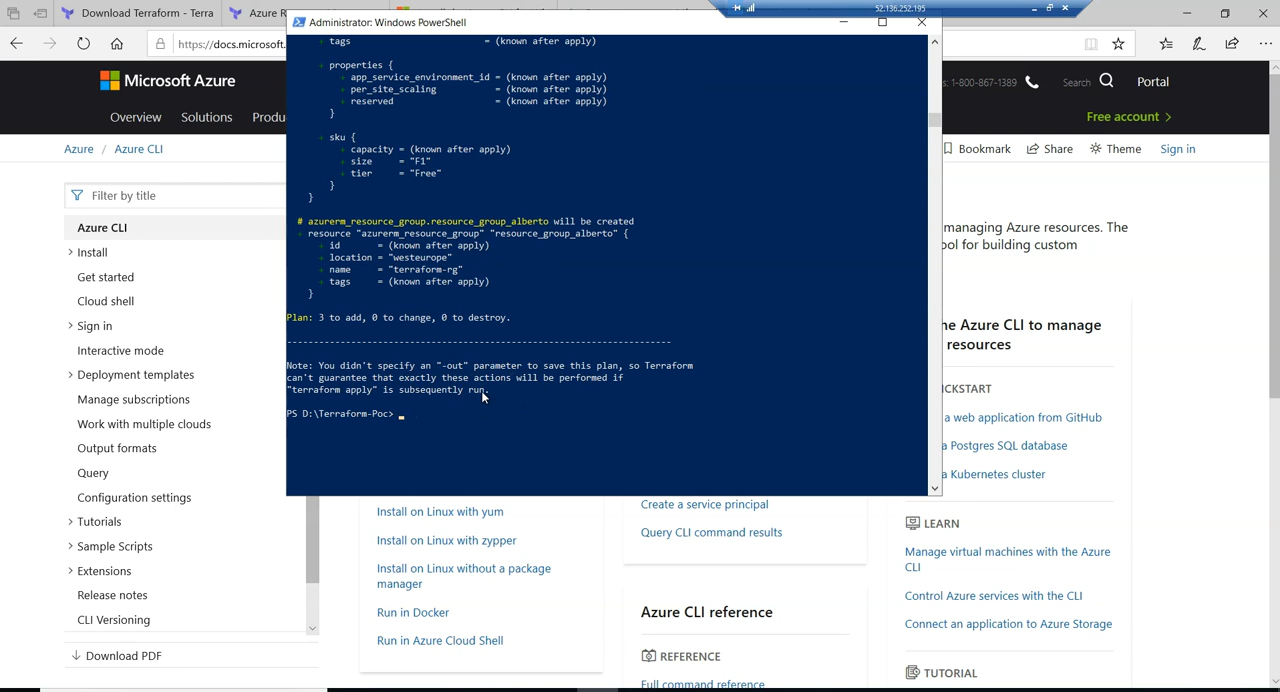 Download Terraform - Terr
Azure R
52.136.252.195
Administrator: Windows PowerShell
https://docs.microsoft.
Microsoft Azure
s: 1-800-867-1389
Search
Portal
Overview
Solutions
Produ
Free account >
Azure / Azure CLI
Bookmark
Share
Theme
Sign in
Filter by title
Azure CLI
Install
Get started
Cloud shell
Sign in
Interactive mode
Deployment templates
Manage subscriptions
Work with multiple clouds
Output formats
Query
Configuration settings
Tutorials
Sample Scripts
Extensions
Release notes
CLI Versioning
Download PDF
+ tags = (known after apply)
+ properties {
+ app_service_environment_id = (known after apply)
+ per_site_scaling = (known after apply)
+ reserved = (known after apply)
}
+ sku {
+ capacity = (known after apply)
+ size = "F1"
+ tier = "Free"
}
}
# azurerm_resource_group.resource_group_alberto will be created
+ resource "azurerm_resource_group" "resource_group_alberto" {
+ id = (known after apply)
+ location = "westeurope"
+ name = "terraform-rg"
+ tags = (known after apply)
}
Plan: 3 to add, 0 to change, 0 to destroy.
------------------------------------------------------------------------
Note: You didn't specify an "-out" parameter to save this plan, so Terraform
can't guarantee that exactly these actions will be performed if
"terraform apply" is subsequently run.
PS D:\Terraform-Poc> _
managing Azure resources. The
ool for building custom
Install on Linux with yum
Install on Linux with zypper
Install on Linux without a package
manager
Run in Docker
Run in Azure Cloud Shell
Create a service principal
Query CLI command results
Azure CLI reference
REFERENCE
Full command reference
he Azure CLI to manage
resources
CKSTART
a web application from GitHub
a Postgres SQL database
a Kubernetes cluster
LEARN
Manage virtual machines with the Azure
CLI
Control Azure services with the CLI
Connect an application to Azure Storage
TUTORIAL